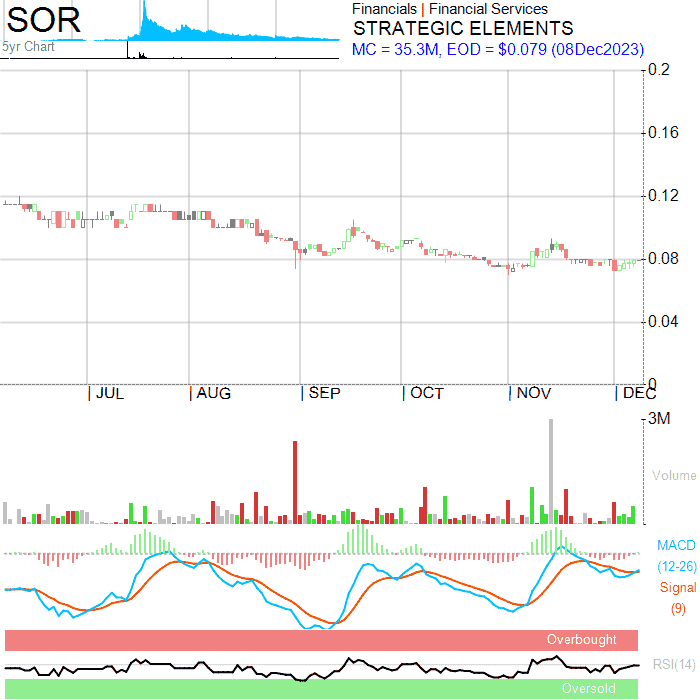 SOR
5yr Chart
Financials | Financial Services
STRATEGIC ELEMENTS
MC = 35.3M, EOD = $0.079 (08Dec2023)
0.2
0.16
0.12
0.08
0.04
0
JUL AUG SEP OCT NOV DEC
3M
Volume
MACD
(12-26)
Signal
(9)
Overbought
RSI(14)
Oversold